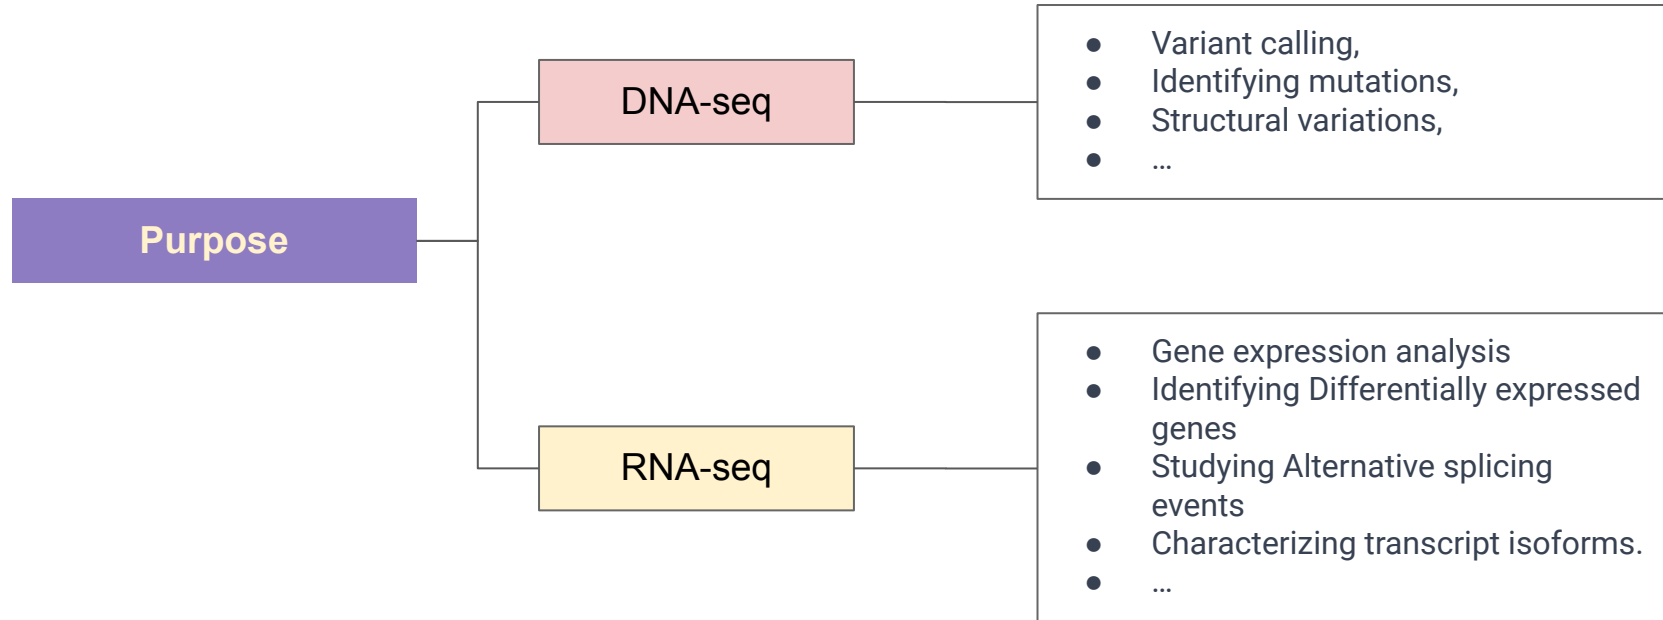 Purpose
DNA-seq
● Variant calling,
● Identifying mutations,
● Structural variations,
● …
RNA-seq
● Gene expression analysis
● Identifying Differentially expressed
genes
● Studying Alternative splicing
events
● Characterizing transcript isoforms.
● …